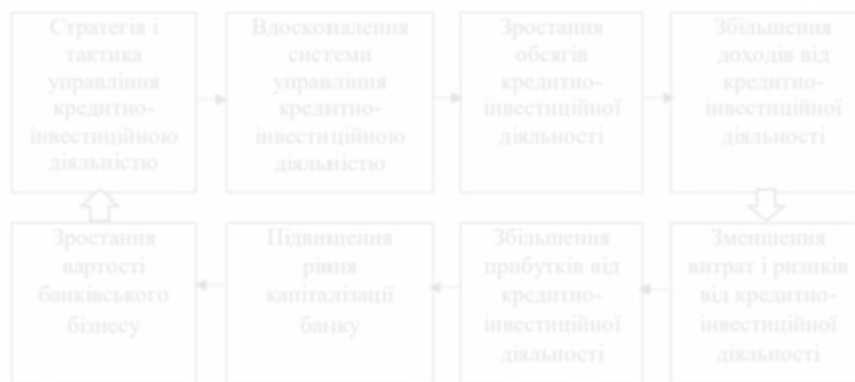 Стратегія і
тактика
управління
кредитно-
інвестиційною
діяльністю
Вдосконалення
системи
управління
кредитно-
інвестиційною
діяльністю
Зростання
обсягів
кредитно-
інвестиційної
діяльності
Збільшення
доходів від
кредитно-
інвестиційної
діяльності
Зменшення
витрат і ризиків
від кредитно-
інвестиційної
діяльності
Збільшення
прибутків від
кредитно-
інвестиційної
діяльності
Підвищення
рівня
капіталізації
банку
Зростання
вартості
банківського
бізнесу